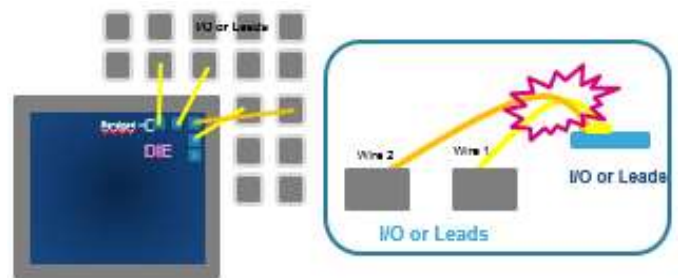 I/O or Leads
DIE
Wire 2
Wire 1
I/O or Leads
I/O or Leads